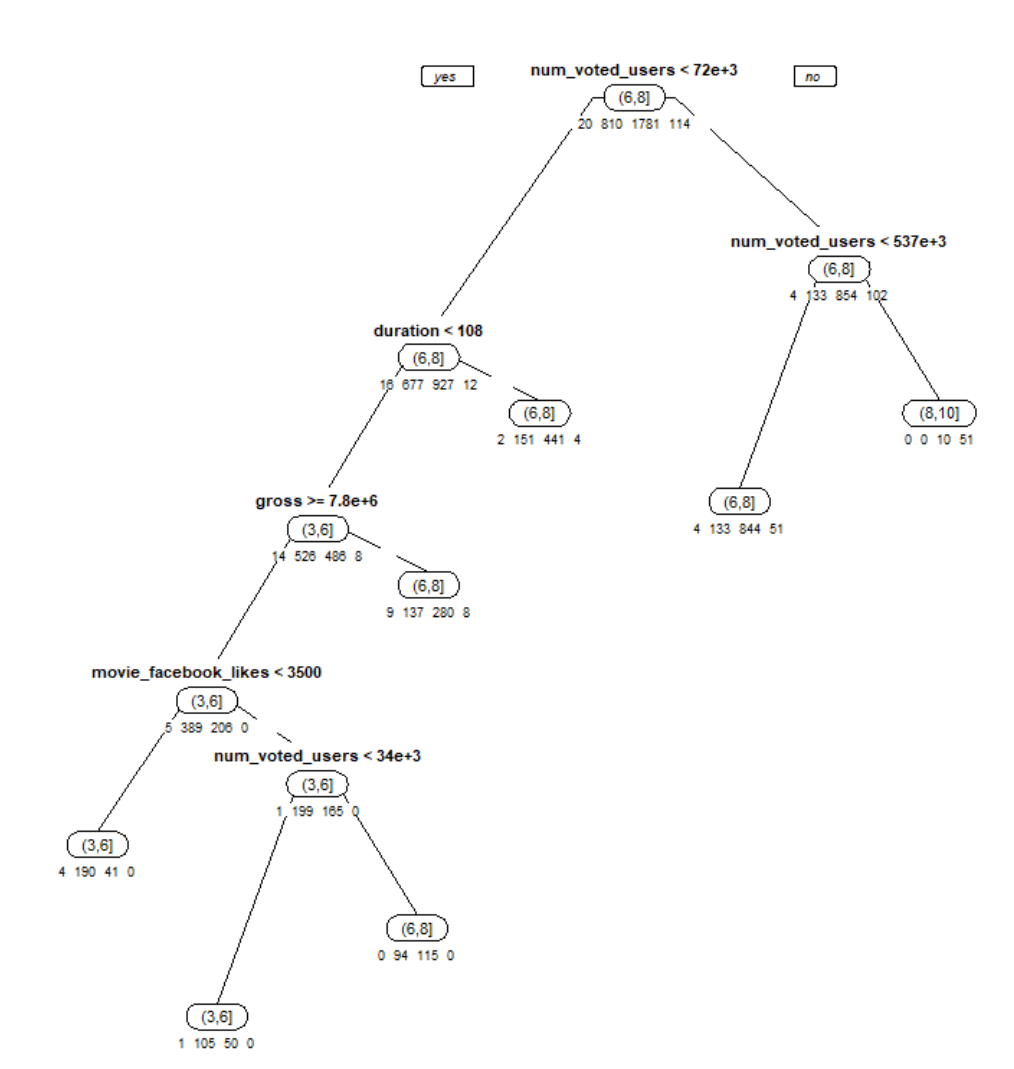 num_voted_users < 72e+3
yes
no
(6,8]
20 810 1781 114
num_voted_users < 537e+3
(6,8]
4 133 854 102
duration < 108
(6,8]
16 677 927 12
(6,8]
2 151 441 4
(8,10]
0 0 10 51
gross >= 7.8e+6
(6,8]
4 133 844 51
(3,6]
14 526 486 8
(6,8]
9 137 280 8
movie_facebook_likes < 3500
(3,6]
5 389 206 0
num_voted_users < 34e+3
(3,6]
1 199 165 0
(3,6]
4 190 41 0
(6,8]
0 94 115 0
(3,6]
1 105 50 0